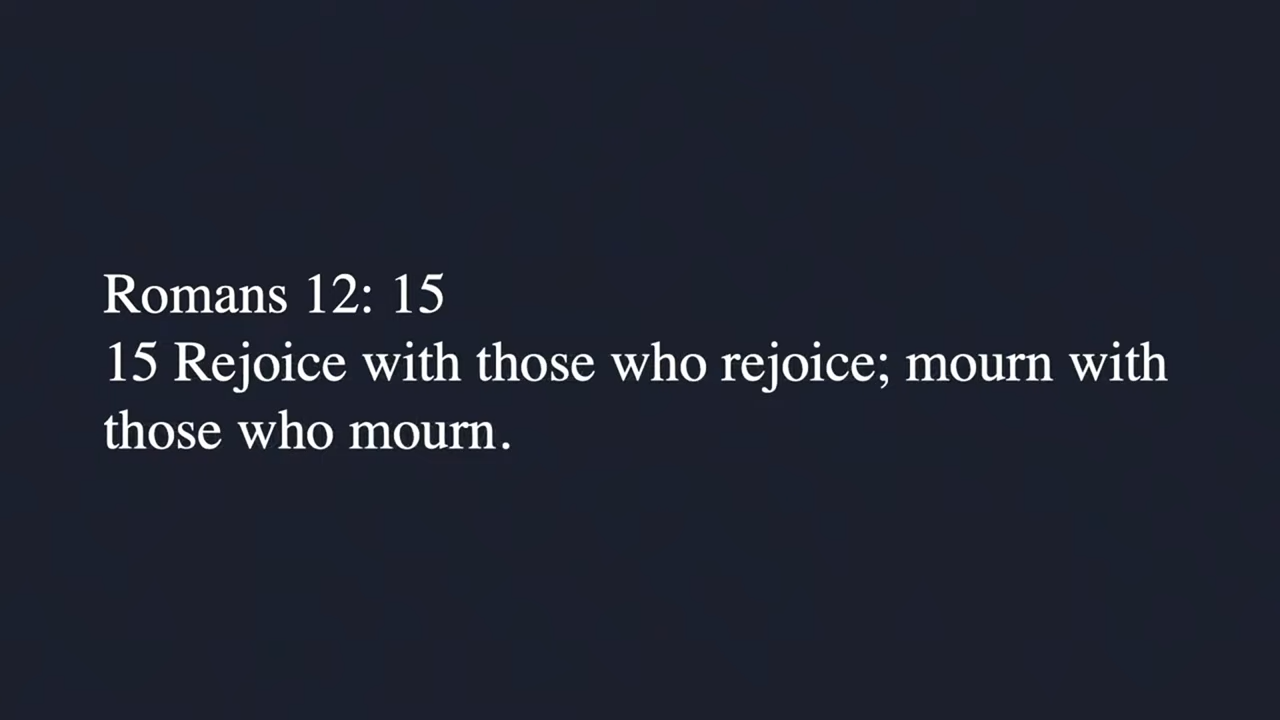 Romans 12: 15
15 Rejoice with those who rejoice; mourn with
those who mourn.